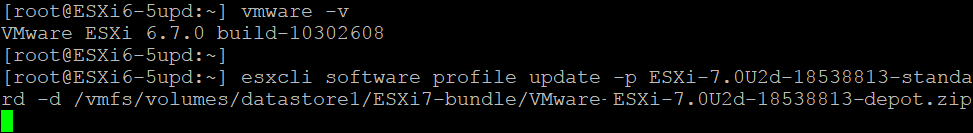 [root@ESXi6-5upd:~] vmware -v
VMware ESXi 6.7.0 build-10302608
[root@ESXi6-5upd:~]
[root@ESXi6-5upd:~] esxcli software profile update -p ESXi-7.0U2d-18538813-standa
rd -d /vmfs/volumes/datastore1/ESXi7-bundle/VMware-ESXi-7.0U2d-18538813-depot.zip